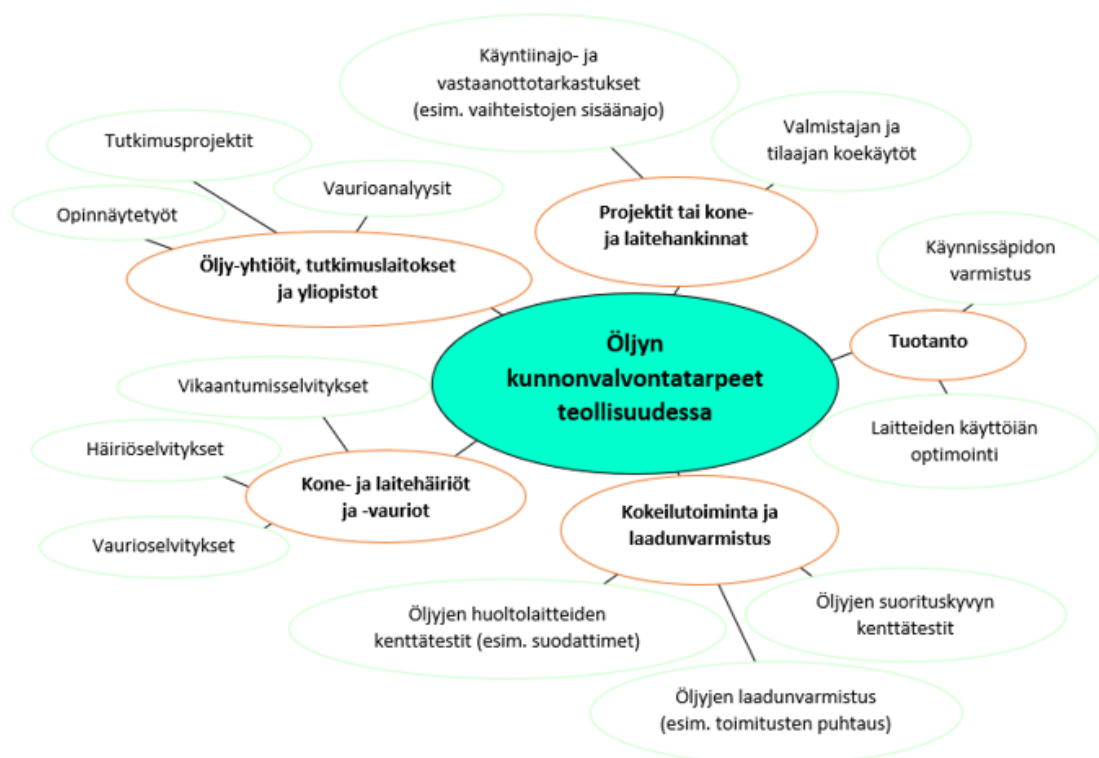 Käyntiinajo- ja
vastaanottotarkastukset
(esim. vaihteistojen sisäänajo)
Valmistajan ja
tilaajan koekäytöt
Projektit tai kone-
ja laitehankinnat
Tutkimusprojektit
Vaurioanalyysit
Opinnäytetyöt
Öljy-yhtiöit, tutkimuslaitokset
ja yliopistot
Käynnissäpidon
varmistus
Tuotanto
Laitteiden käyttöiän
optimointi
Öljyn
kunnonvalvontatarpeet
teollisuudessa
Vikaantumisselvitykset
Häiriöselvitykset
Kone- ja laitehäiriöt
ja -vauriot
Vaurioselvitykset
Kokeilutoiminta ja
laadunvarmistus
Öljyjen huoltolaitteiden
kenttätestit (esim. suodattimet)
Öljyjen suorituskyvyn
kenttätestit
Öljyjen laadunvarmistus
(esim. toimitusten puhtaus)